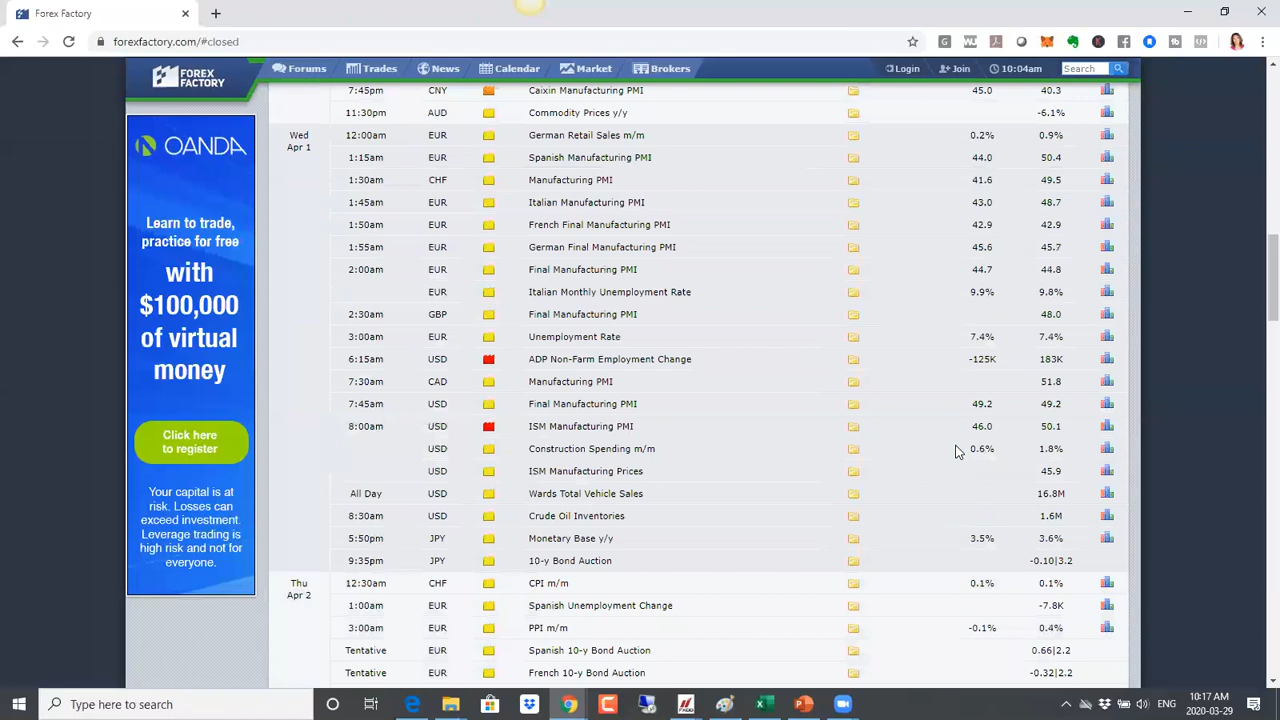 Forex Factory
forexfactory.com/#closed
FOREX FACTORY Forums Trades News Calendar Market Brokers Login Join 10:04am Search
7:45pm CNY Caixin Manufacturing PMI 45.0 40.3
11:30pm AUD Commodity Prices y/y -6.1%
Wed Apr 1 12:00am EUR German Retail Sales m/m 0.2% 0.9%
1:15am EUR Spanish Manufacturing PMI 44.0 50.4
1:30am CHF Manufacturing PMI 41.6 49.5
1:45am EUR Italian Manufacturing PMI 43.0 48.7
1:50am EUR French Final Manufacturing PMI 42.9 42.9
1:55am EUR German Final Manufacturing PMI 45.6 45.7
2:00am EUR Final Manufacturing PMI 44.7 44.8
EUR Italian Monthly Unemployment Rate 9.9% 9.8%
2:30am GBP Final Manufacturing PMI 48.0
3:00am EUR Unemployment Rate 7.4% 7.4%
6:15am USD ADP Non-Farm Employment Change -125K 183K
7:30am CAD Manufacturing PMI 51.8
7:45am USD Final Manufacturing PMI 49.2 49.2
8:00am USD ISM Manufacturing PMI 46.0 50.1
USD Construction Spending m/m 0.6% 1.8%
USD ISM Manufacturing Prices 45.9
All Day USD Wards Total Vehicle Sales 16.8M
8:30am USD Crude Oil Inventories 1.6M
5:50pm JPY Monetary Base y/y 3.5% 3.6%
9:35pm JPY 10-y Bond Auction -0.10|3.2
Thu Apr 2 12:30am CHF CPI m/m 0.1% 0.1%
1:00am EUR Spanish Unemployment Change -7.8K
3:00am EUR PPI m/m -0.1% 0.4%
Tentative EUR Spanish 10-y Bond Auction 0.66|2.2
Tentative EUR French 10-y Bond Auction -0.32|2.2
OANDA
Learn to trade,
practice for free
with
$100,000
of virtual
money
Click here
to register
Your capital is at
risk. Losses can
exceed investment.
Leverage trading is
high risk and not for
everyone.
Type here to search
ENG
10:17 AM
2020-03-29